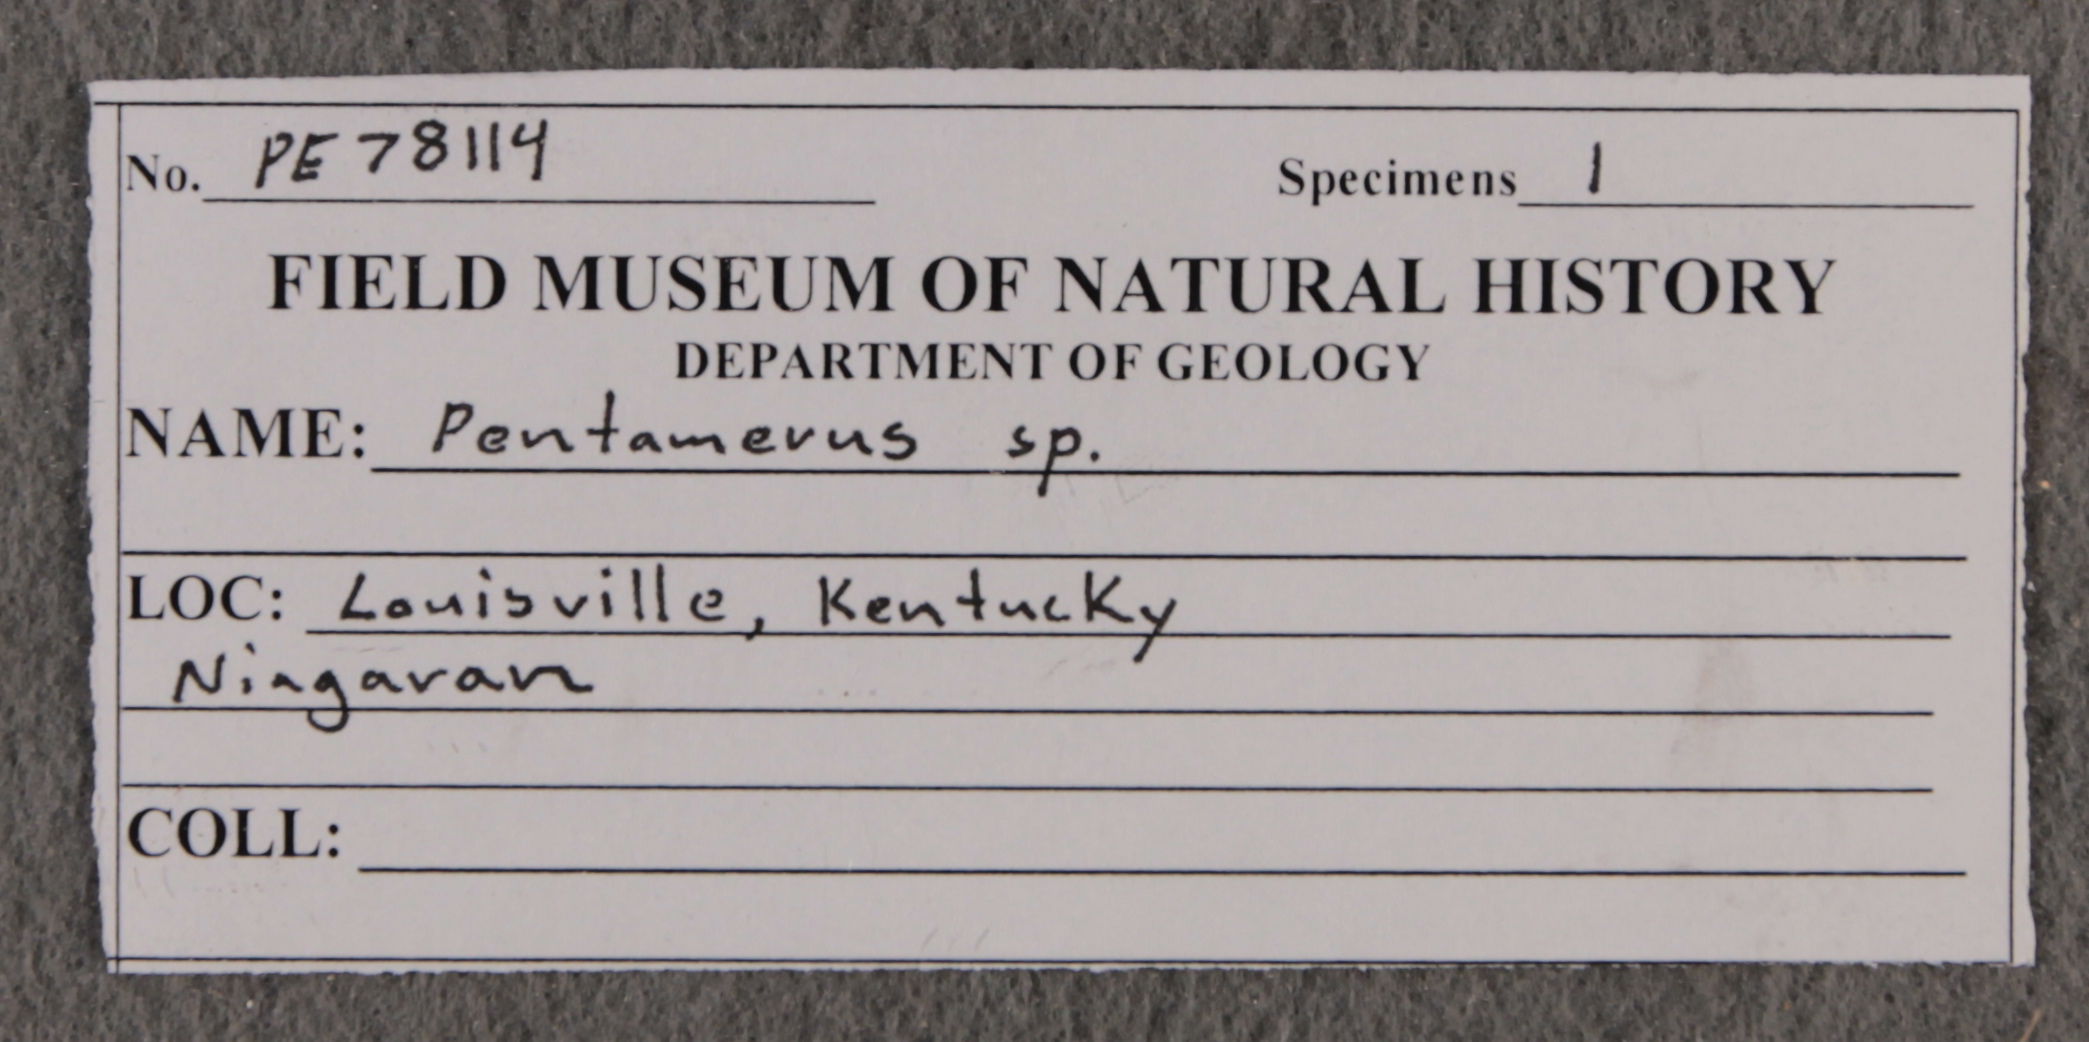 No. PE 78114 Specimens 1
FIELD MUSEUM OF NATURAL HISTORY
DEPARTMENT OF GEOLOGY
NAME: Pentamerus sp.
LOC: Louisville, Kentucky
Niagaran
COLL: